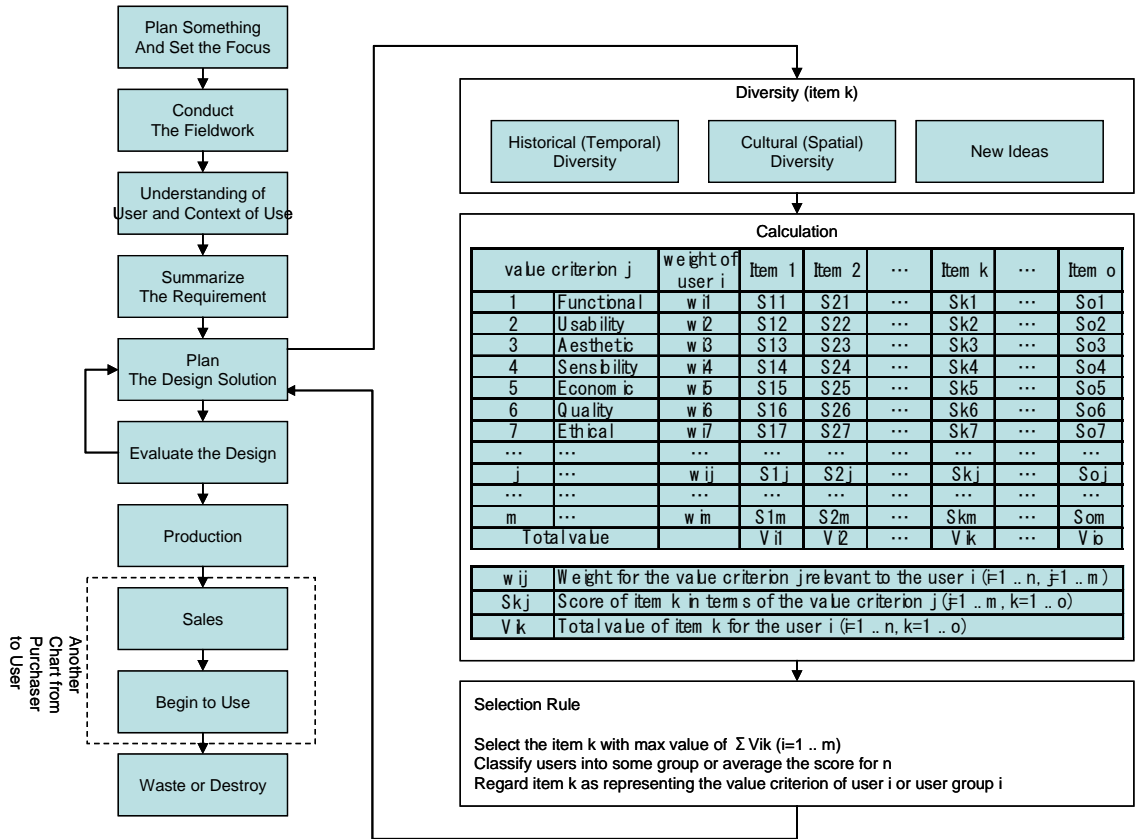 Plan Something
And Set the Focus
Conduct
The Fieldwork
Understanding of
User and Context of Use
Summarize
The Requirement
Plan
The Design Solution
Evaluate the Design
Production
Sales
Begin to Use
Waste or Destroy
Another
Chart from
Purchaser
to User
Diversity (item k)
Historical (Temporal)
Diversity
Cultural (Spatial)
Diversity
New Ideas
Calculation
value criterion j weight of user i Item 1 Item 2 … Item k … Item o
1 Functional wi1 S11 S21 … Sk1 … So1
2 Usability wi2 S12 S22 … Sk2 … So2
3 Aesthetic wi3 S13 S23 … Sk3 … So3
4 Sensibility wi4 S14 S24 … Sk4 … So4
5 Economic wi5 S15 S25 … Sk5 … So5
6 Quality wi6 S16 S26 … Sk6 … So6
7 Ethical wi7 S17 S27 … Sk7 … So7
… … … … … … … …
j … wij S1j S2j … Skj … Soj
… … … … … … … …
m … wim S1m S2m … Skm … Som
Total value Vi1 Vi2 … Vik … Vio
wij Weight for the value criterion j relevant to the user i (i=1 .. n, j=1 .. m)
Skj Score of item k in terms of the value criterion j (j=1 .. m, k=1 .. o)
Vik Total value of item k for the user i (i=1 .. n, k=1 .. o)
Selection Rule
Select the item k with max value of Σ Vik (i=1 .. m)
Classify users into some group or average the score for n
Regard item k as representing the value criterion of user i or user group i